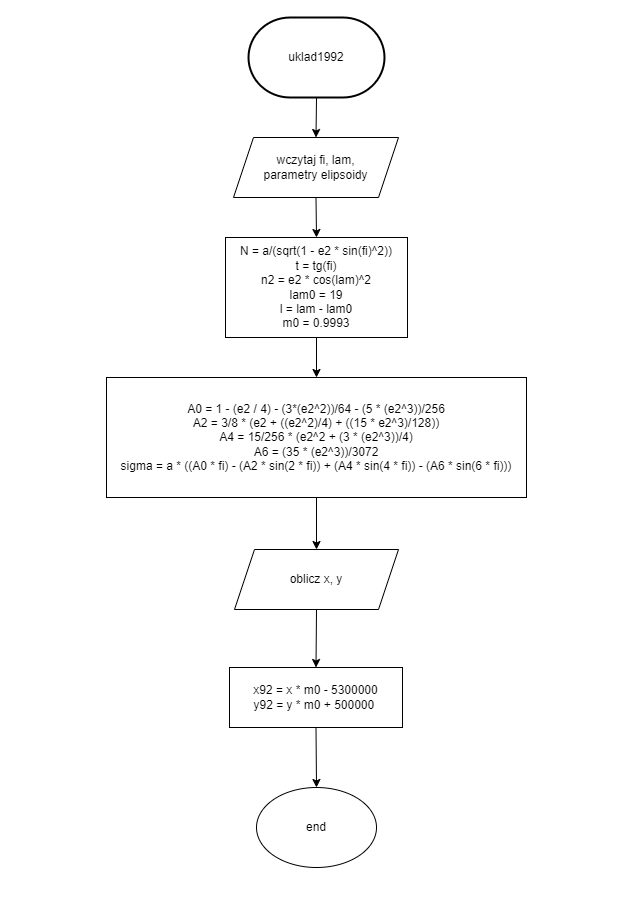 uklad1992
wczytaj fi, lam,
parametry elipsoidy
N = a/(sqrt(1 - e2 * sin(fi)^2))
t = tg(fi)
n2 = e2 * cos(lam)^2
lam0 = 19
l = lam - lam0
m0 = 0.9993
A0 = 1 - (e2 / 4) - (3*(e2^2))/64 - (5 * (e2^3))/256
A2 = 3/8 * (e2 + ((e2^2)/4) + ((15 * e2^3)/128))
A4 = 15/256 * (e2^2 + (3 * (e2^3))/4)
A6 = (35 * (e2^3))/3072
sigma = a * ((A0 * fi) - (A2 * sin(2 * fi)) + (A4 * sin(4 * fi)) - (A6 * sin(6 * fi)))
oblicz x, y
x92 = x * m0 - 5300000
y92 = y * m0 + 500000
end